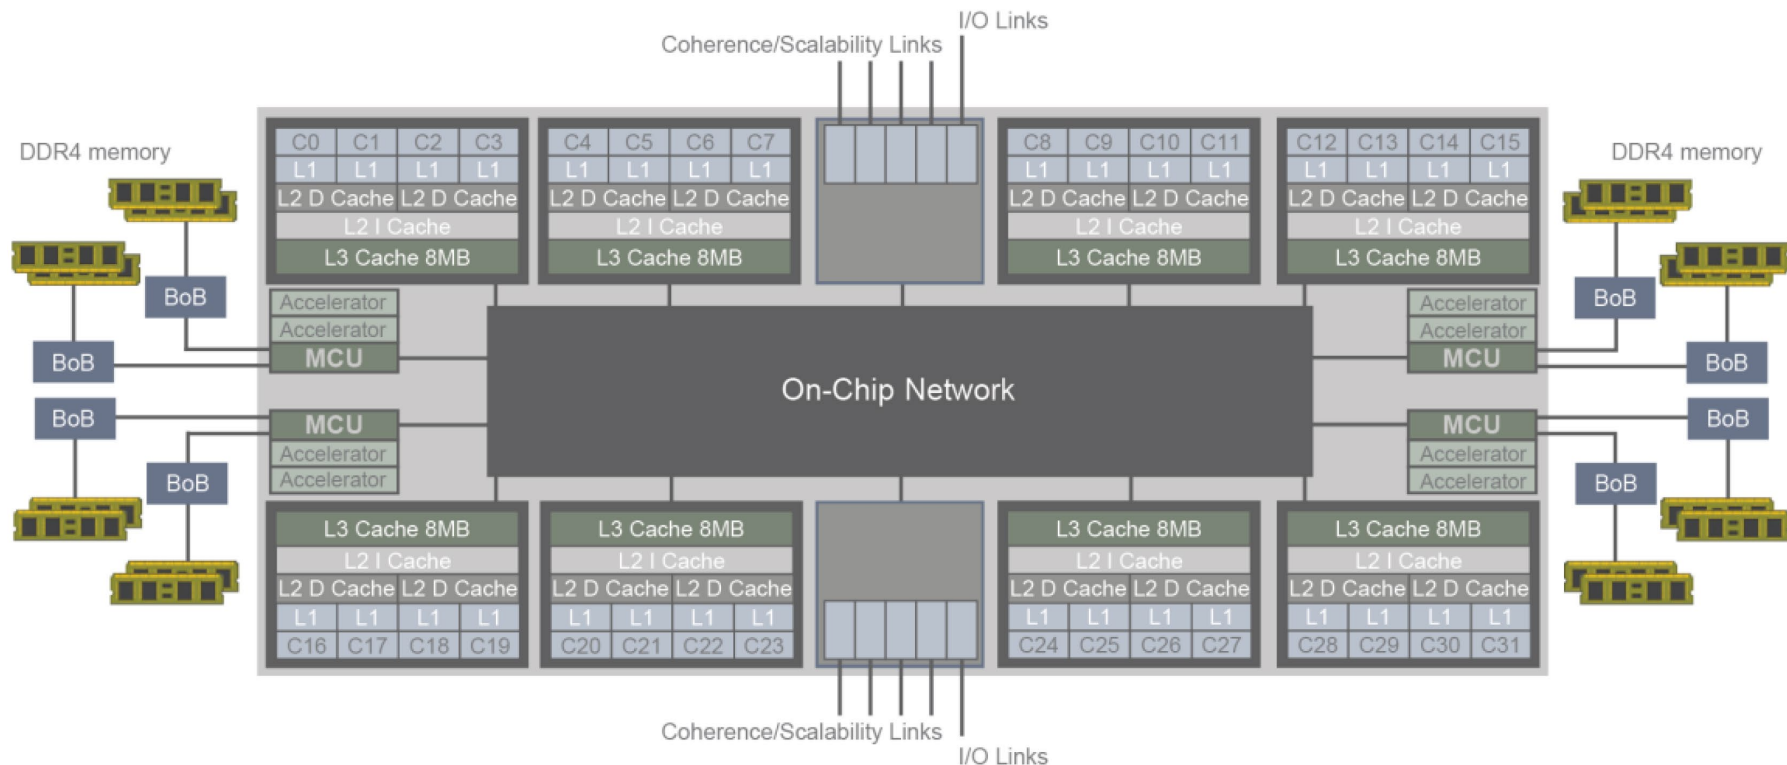 I/O Links
Coherence/Scalability Links
DDR4 memory
DDR4 memory
C0 C1 C2 C3
L1 L1 L1 L1
L2 D Cache L2 D Cache
L2 I Cache
L3 Cache 8MB
C4 C5 C6 C7
L1 L1 L1 L1
L2 D Cache L2 D Cache
L2 I Cache
L3 Cache 8MB
C8 C9 C10 C11
L1 L1 L1 L1
L2 D Cache L2 D Cache
L2 I Cache
L3 Cache 8MB
C12 C13 C14 C15
L1 L1 L1 L1
L2 D Cache L2 D Cache
L2 I Cache
L3 Cache 8MB
BoB
BoB
Accelerator
Accelerator
MCU
Accelerator
Accelerator
MCU
BoB
BoB
On-Chip Network
BoB
BoB
MCU
Accelerator
Accelerator
MCU
Accelerator
Accelerator
BoB
BoB
L3 Cache 8MB
L2 I Cache
L2 D Cache L2 D Cache
L1 L1 L1 L1
C16 C17 C18 C19
L3 Cache 8MB
L2 I Cache
L2 D Cache L2 D Cache
L1 L1 L1 L1
C20 C21 C22 C23
L3 Cache 8MB
L2 I Cache
L2 D Cache L2 D Cache
L1 L1 L1 L1
C24 C25 C26 C27
L3 Cache 8MB
L2 I Cache
L2 D Cache L2 D Cache
L1 L1 L1 L1
C28 C29 C30 C31
Coherence/Scalability Links
I/O Links